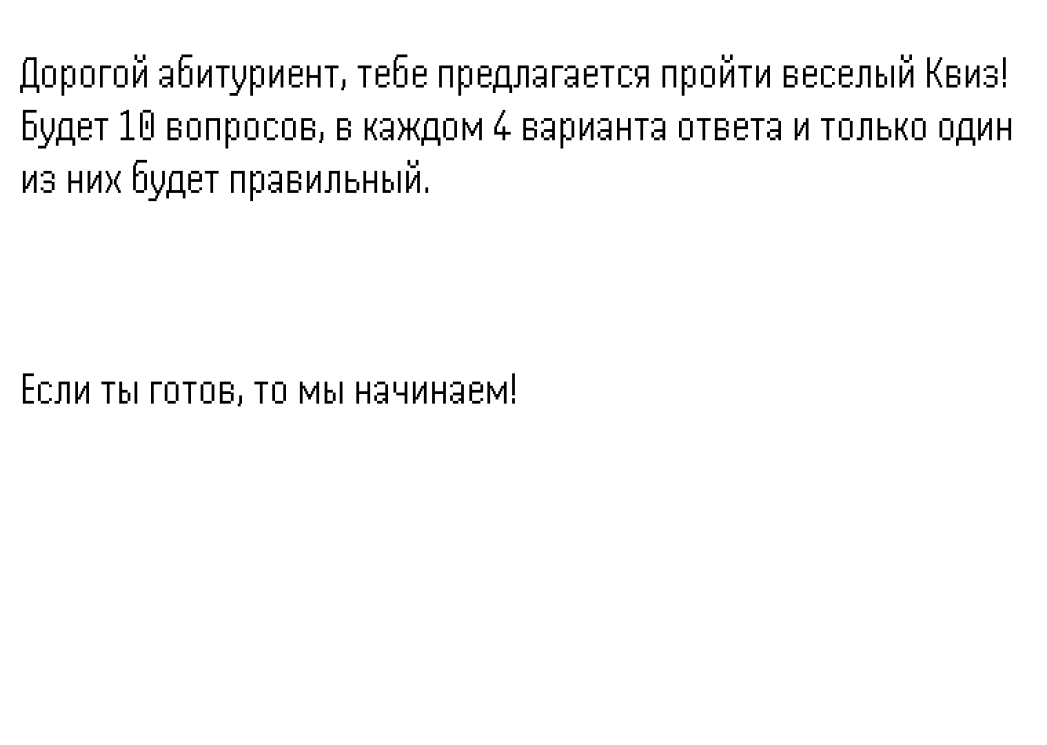 Дорогой абитуриент, тебе предлагается пройти веселый Квиз!
Будет 10 вопросов, в каждом 4 варианта ответа и только один
из них будет правильный.
Если ты готов, то мы начинаем!